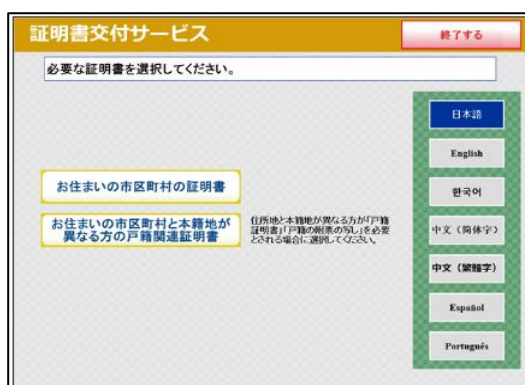 証明書交付サービス
終了する
必要な証明書を選択してください。
お住まいの市区町村の証明書
お住まいの市区町村と本籍地が
異なる方の戸籍関連証明書
住所地と本籍地が異なる方が「戸籍
証明書」「戸籍の附票の写し」を必要
とされる場合に選択してください。
日本語
English
한국어
中文（简体字）
中文（繁體字）
Español
Português